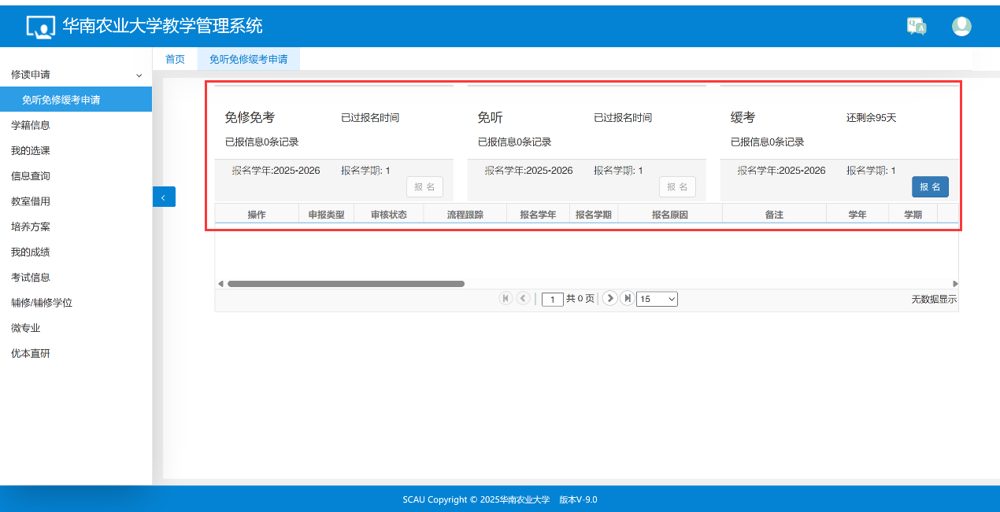 华南农业大学教学管理系统
首页 免听免修缓考申请
修读申请
免听免修缓考申请
学籍信息
我的选课
信息查询
教室借用
培养方案
我的成绩
考试信息
辅修/辅修学位
微专业
优本直研
免修免考 已过报名时间
已报信息0条记录
报名学年:2025-2026 报名学期: 1
报 名
免听 已过报名时间
已报信息0条记录
报名学年:2025-2026 报名学期: 1
报 名
缓考 还剩余95天
已报信息0条记录
报名学年:2025-2026 报名学期: 1
报 名
操作 申报类型 审核状态 流程跟踪 报名学年 报名学期 报名原因 备注 学年 学期
1 共 0 页 15 无数据显示
SCAU Copyright © 2025华南农业大学 版本V-9.0